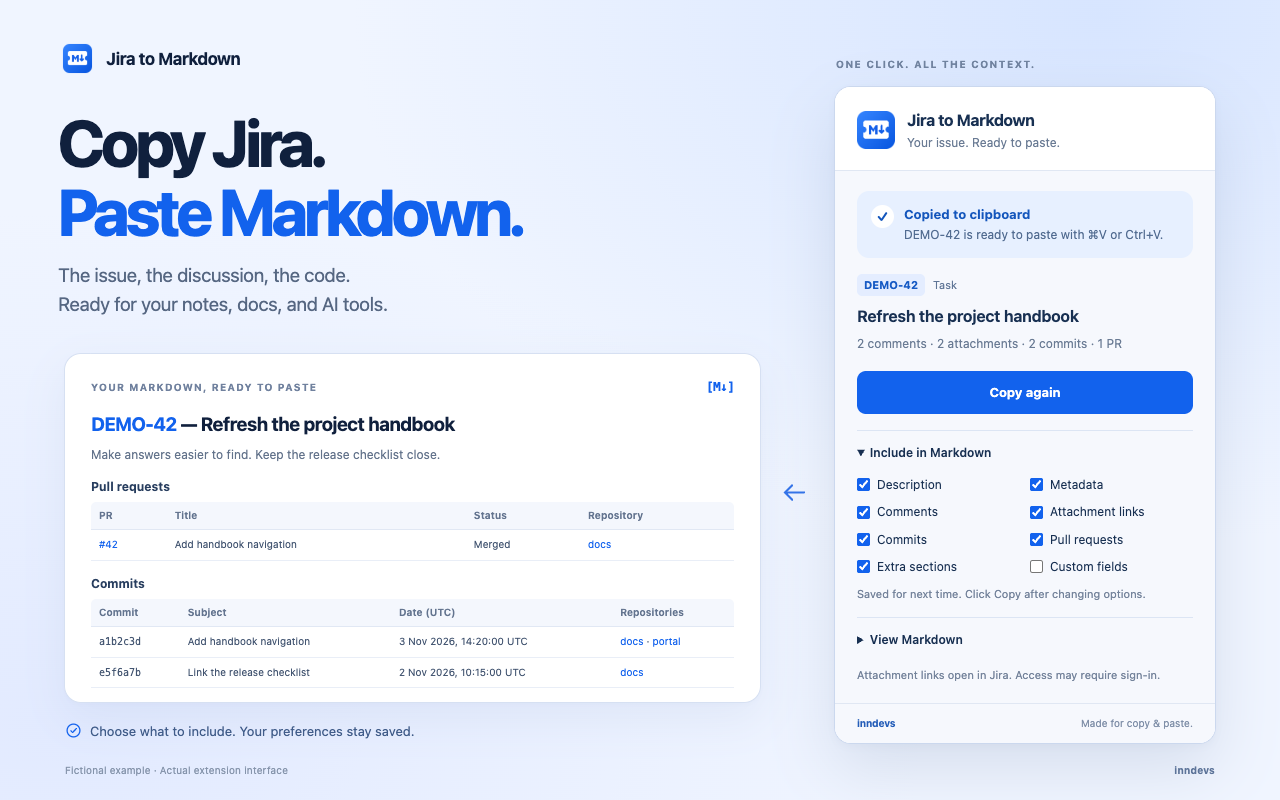 Jira to Markdown
Copy Jira.
Paste Markdown.
The issue, the discussion, the code.
Ready for your notes, docs, and AI tools.
YOUR MARKDOWN, READY TO PASTE
[M↓]
DEMO-42 — Refresh the project handbook
Make answers easier to find. Keep the release checklist close.
Pull requests
PR Title Status Repository
#42 Add handbook navigation Merged docs
Commits
Commit Subject Date (UTC) Repositories
a1b2c3d Add handbook navigation 3 Nov 2026, 14:20:00 UTC docs · portal
e5f6a7b Link the release checklist 2 Nov 2026, 10:15:00 UTC docs
Choose what to include. Your preferences stay saved.
Fictional example · Actual extension interface
ONE CLICK. ALL THE CONTEXT.
M↓
Jira to Markdown
Your issue. Ready to paste.
Copied to clipboard
DEMO-42 is ready to paste with ⌘V or Ctrl+V.
DEMO-42 Task
Refresh the project handbook
2 comments · 2 attachments · 2 commits · 1 PR
Copy again
▼ Include in Markdown
Description Metadata
Comments Attachment links
Commits Pull requests
Extra sections Custom fields
Saved for next time. Click Copy after changing options.
▶ View Markdown
Attachment links open in Jira. Access may require sign-in.
inndevs Made for copy & paste.
inndevs